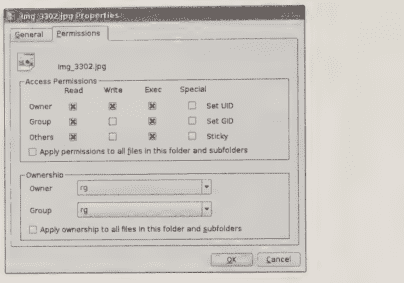 Img_3302.jpg Properties
General Permissions
Img_3302.jpg
Access Permissions
Read Write Exec Special
Owner Set UID
Group Set GID
Others Sticky
Apply permissions to all files in this folder and subfolders
Ownership
Owner rg
Group rg
Apply ownership to all files in this folder and subfolders
OK Cancel